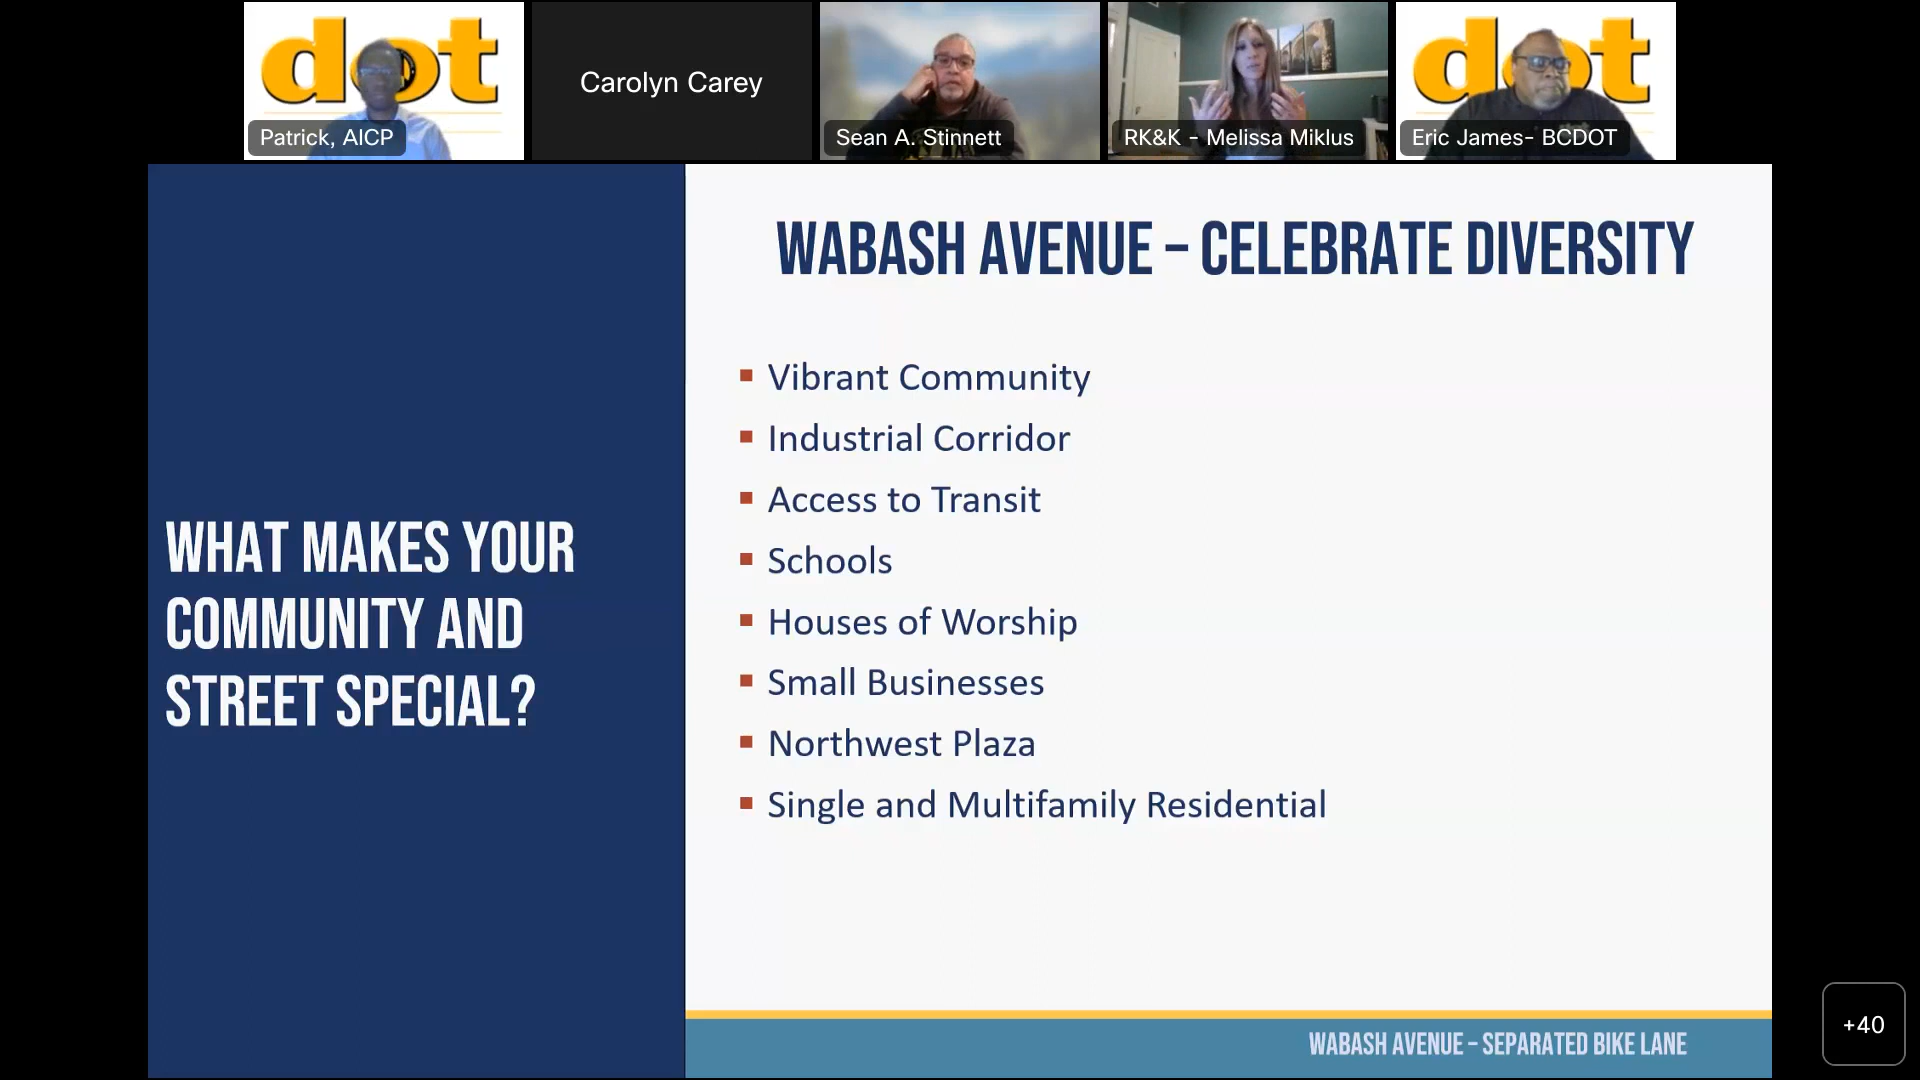 dot
Patrick, AICP
Carolyn Carey
Sean A. Stinnett
RK&K - Melissa Miklus
dot
Eric James- BCDOT
WHAT MAKES YOUR
COMMUNITY AND
STREET SPECIAL?
WABASH AVENUE – CELEBRATE DIVERSITY
▪ Vibrant Community
▪ Industrial Corridor
▪ Access to Transit
▪ Schools
▪ Houses of Worship
▪ Small Businesses
▪ Northwest Plaza
▪ Single and Multifamily Residential
WABASH AVENUE – SEPARATED BIKE LANE
+40